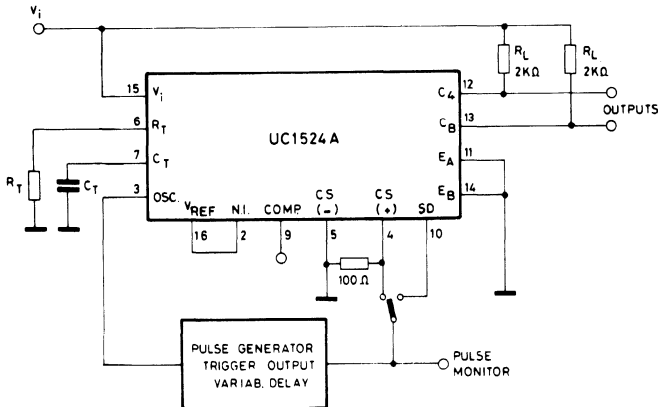 Vi
RL
2KΩ
RL
2KΩ
15
Vi
C4
12
OUTPUTS
6
RT
CB
13
UC1524A
7
CT
EA
11
RT
CT
3
OSC.
EB
14
VREF
N.I.
COMP.
CS
(-)
CS
(+)
SD
16
2
9
5
4
10
100Ω
PULSE GENERATOR
TRIGGER OUTPUT
VARIAB. DELAY
PULSE
MONITOR